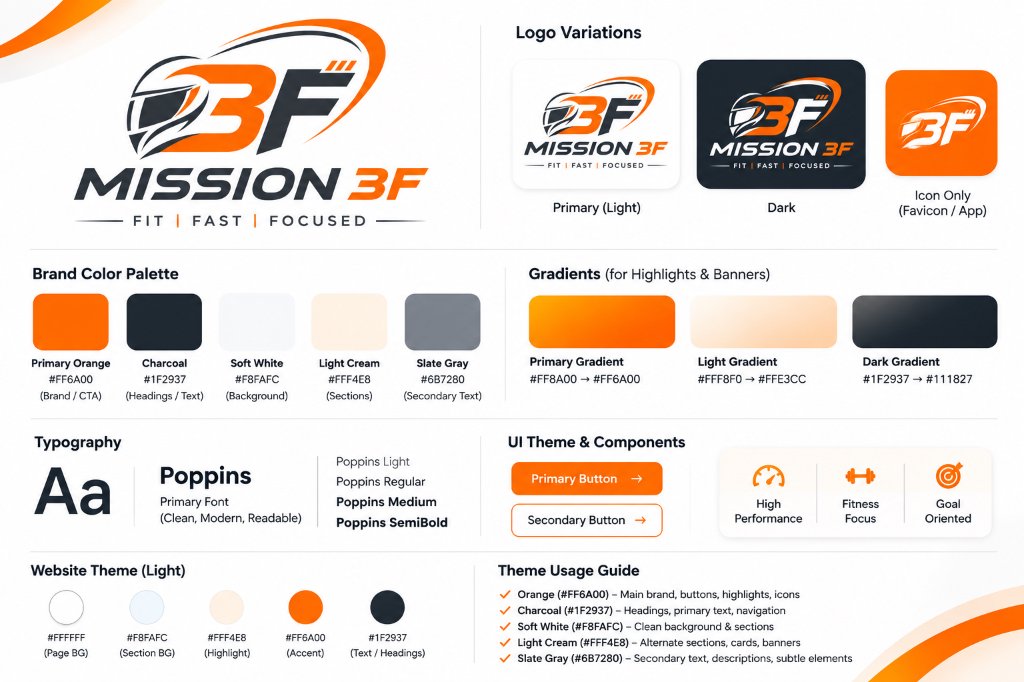 3F
MISSION 3F
FIT | FAST | FOCUSED
Logo Variations
3F
MISSION 3F
FIT | FAST | FOCUSED
Primary (Light)
3F
MISSION 3F
FIT | FAST | FOCUSED
Dark
3F
Icon Only
(Favicon / App)
Brand Color Palette
Primary Orange
#FF6A00
(Brand / CTA)
Charcoal
#1F2937
(Headings / Text)
Soft White
#F8FAFC
(Background)
Light Cream
#FFF4E8
(Sections)
Slate Gray
#6B7280
(Secondary Text)
Gradients (for Highlights & Banners)
Primary Gradient
#FF8A00 → #FF6A00
Light Gradient
#FFF8F0 → #FFE3CC
Dark Gradient
#1F2937 → #111827
Typography
Aa
Poppins
Primary Font
(Clean, Modern, Readable)
Poppins Light
Poppins Regular
Poppins Medium
Poppins SemiBold
UI Theme & Components
Primary Button →
Secondary Button →
High
Performance
Fitness
Focus
Goal
Oriented
Website Theme (Light)
#FFFFFF
(Page BG)
#F8FAFC
(Section BG)
#FFF4E8
(Highlight)
#FF6A00
(Accent)
#1F2937
(Text / Headings)
Theme Usage Guide
Orange (#FF6A00) – Main brand, buttons, highlights, icons
Charcoal (#1F2937) – Headings, primary text, navigation
Soft White (#F8FAFC) – Clean background & sections
Light Cream (#FFF4E8) – Alternate sections, cards, banners
Slate Gray (#6B7280) – Secondary text, descriptions, subtle elements